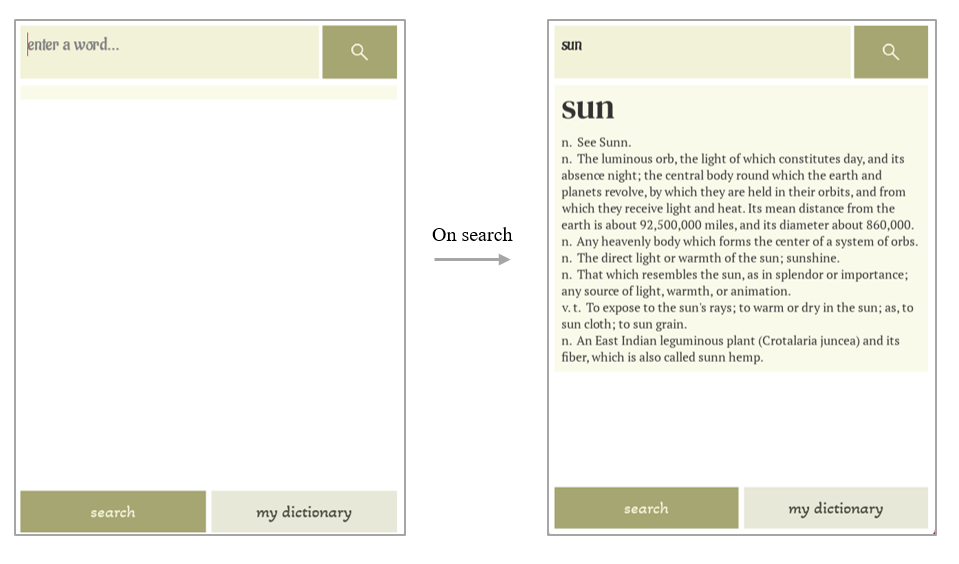 enter a word...
search
my dictionary
On search
sun
sun
n. See Sunn.
n. The luminous orb, the light of which constitutes day, and its
absence night; the central body round which the earth and
planets revolve, by which they are held in their orbits, and from
which they receive light and heat. Its mean distance from the
earth is about 92,500,000 miles, and its diameter about 860,000.
n. Any heavenly body which forms the center of a system of orbs.
n. The direct light or warmth of the sun; sunshine.
n. That which resembles the sun, as in splendor or importance;
any source of light, warmth, or animation.
v. t. To expose to the sun's rays; to warm or dry in the sun; as, to
sun cloth; to sun grain.
n. An East Indian leguminous plant (Crotalaria juncea) and its
fiber, which is also called sunn hemp.
search
my dictionary